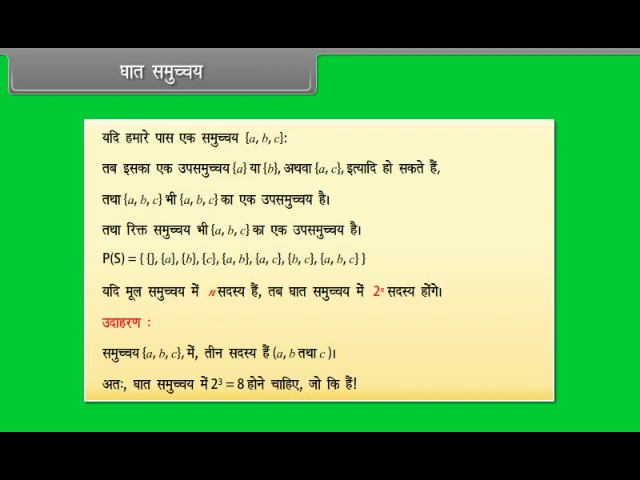 घात समुच्चय
यदि हमारे पास एक समुच्चय {a, b, c}:
तब इसका एक उपसमुच्चय {a} या {b}, अथवा {a, c}, इत्यादि हो सकते हैं,
तथा {a, b, c} भी {a, b, c} का एक उपसमुच्चय है।
तथा रिक्त समुच्चय भी {a, b, c} का एक उपसमुच्चय है।
P(S) = { {}, {a}, {b}, {c}, {a, b}, {a, c}, {b, c}, {a, b, c} }
यदि मूल समुच्चय में n सदस्य हैं, तब घात समुच्चय में 2ⁿ सदस्य होंगे।
उदाहरण :
समुच्चय {a, b, c}, में, तीन सदस्य हैं (a, b तथा c )।
अतः, घात समुच्चय में 2³ = 8 होने चाहिए, जो कि हैं!